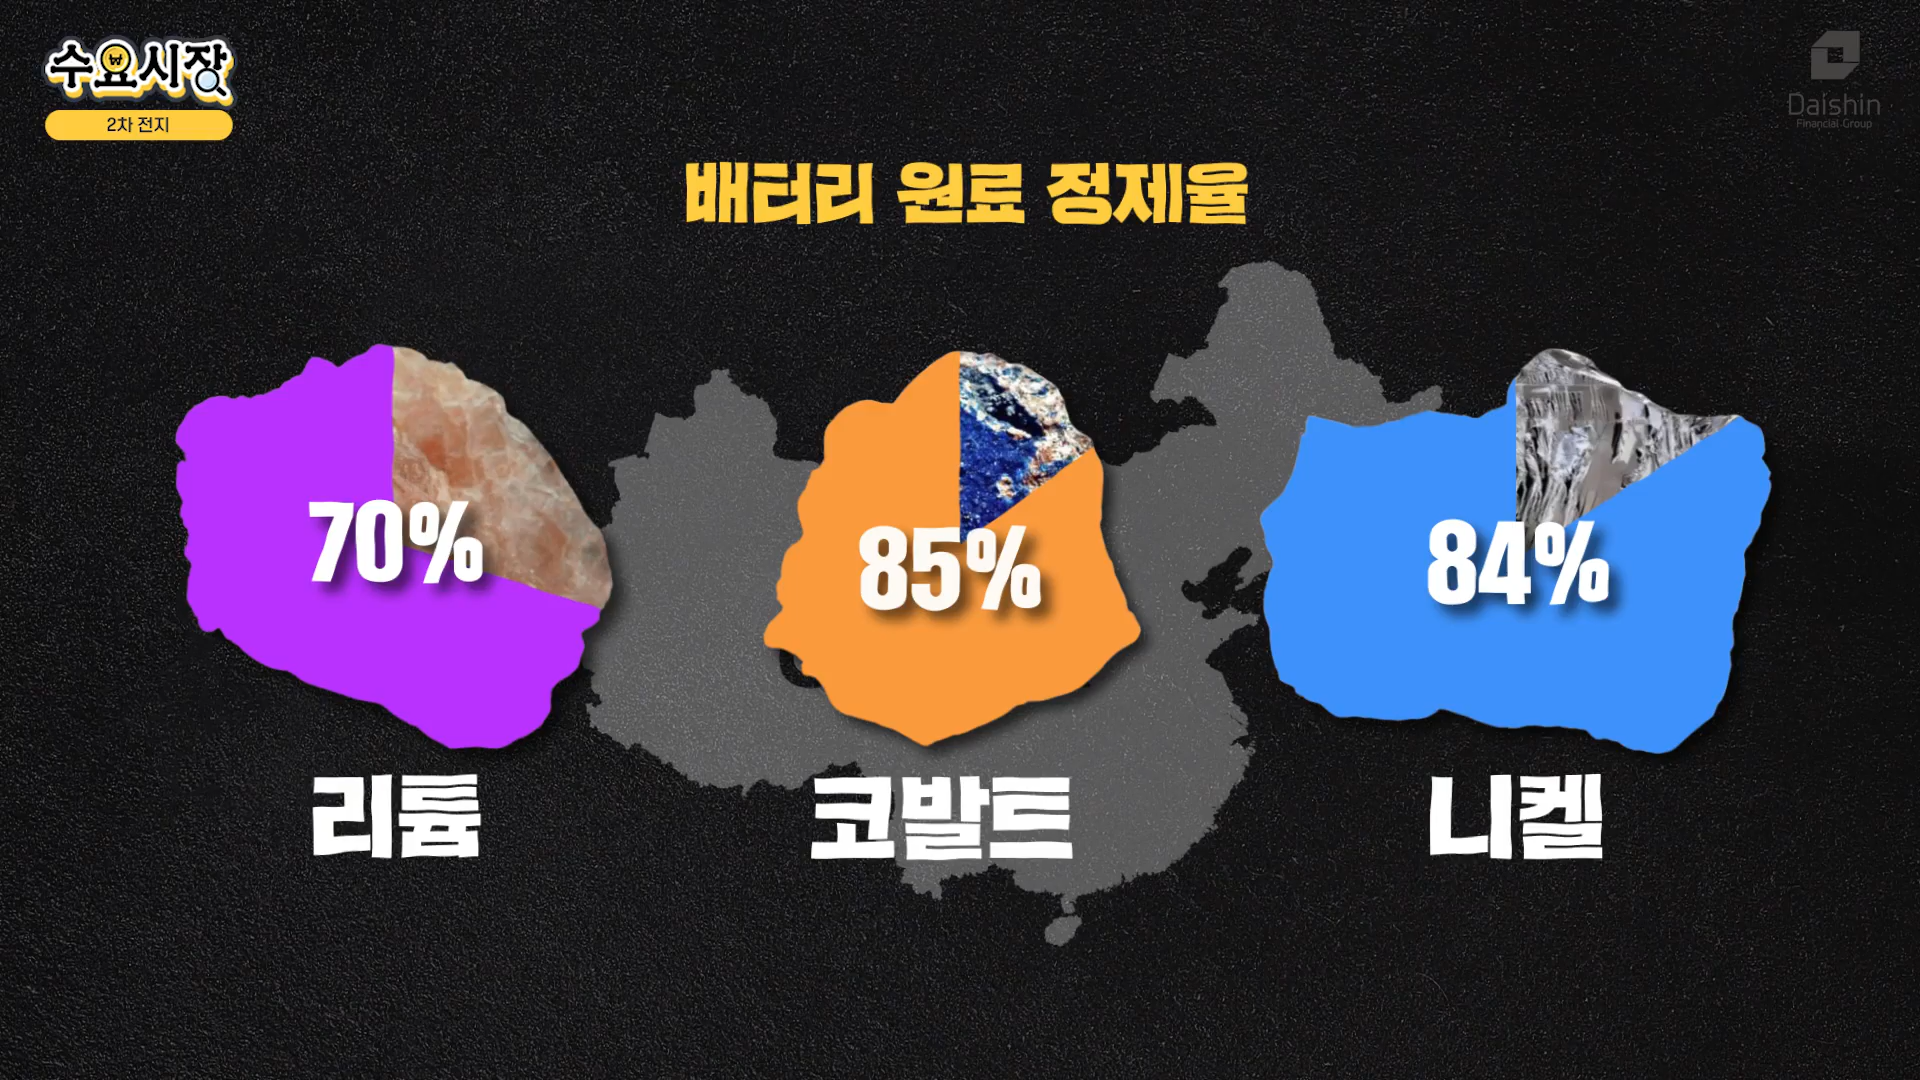 수요시장
2차 전지
Daishin
Financial Group
배터리 원료 정제율
70%
85%
84%
리튬
코발트
니켈